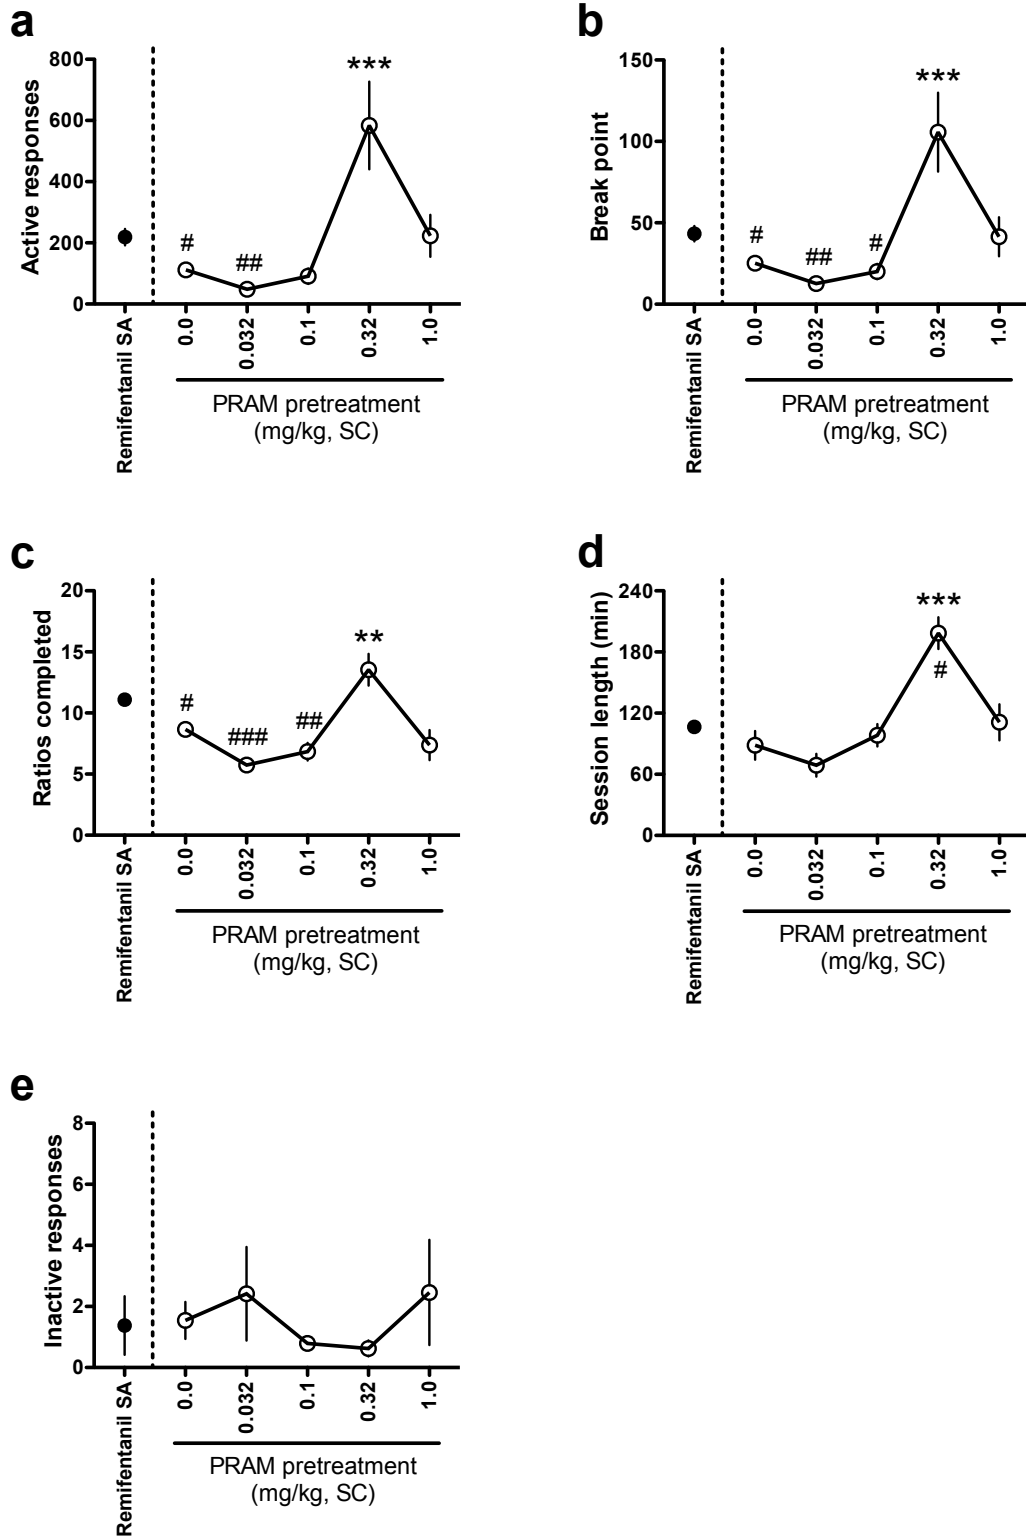 a
800
600
400
200
0
Active responses
***
#
##
Remifentanil SA
0.0
0.032
0.1
0.32
1.0
PRAM pretreatment
(mg/kg, SC)
b
150
100
50
0
Break point
***
#
##
#
Remifentanil SA
0.0
0.032
0.1
0.32
1.0
PRAM pretreatment
(mg/kg, SC)
c
20
15
10
5
0
Ratios completed
**
#
###
##
Remifentanil SA
0.0
0.032
0.1
0.32
1.0
PRAM pretreatment
(mg/kg, SC)
d
240
180
120
60
0
Session length (min)
***
#
Remifentanil SA
0.0
0.032
0.1
0.32
1.0
PRAM pretreatment
(mg/kg, SC)
e
8
6
4
2
0
Inactive responses
Remifentanil SA
0.0
0.032
0.1
0.32
1.0
PRAM pretreatment
(mg/kg, SC)